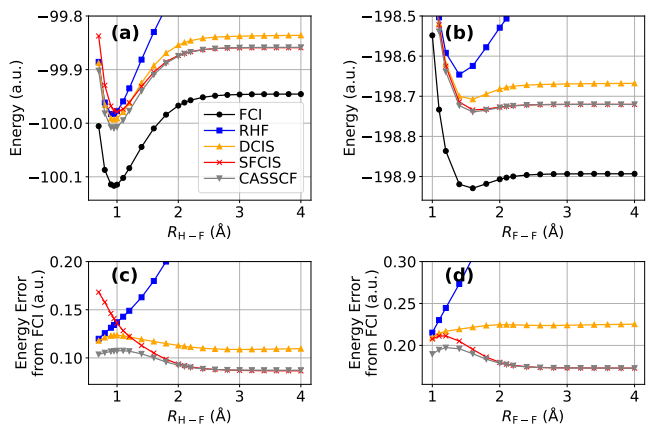 (a)
Energy (a.u.)
−99.8
−99.9
−100.0
−100.1
1
2
3
4
R_H−F (Å)
FCI
RHF
DCIS
SFCIS
CASSCF
(b)
Energy (a.u.)
−198.5
−198.6
−198.7
−198.8
−198.9
1
2
3
4
R_F−F (Å)
(c)
Energy Error
from FCI (a.u.)
0.20
0.15
0.10
1
2
3
4
R_H−F (Å)
(d)
Energy Error
from FCI (a.u.)
0.30
0.25
0.20
1
2
3
4
R_F−F (Å)